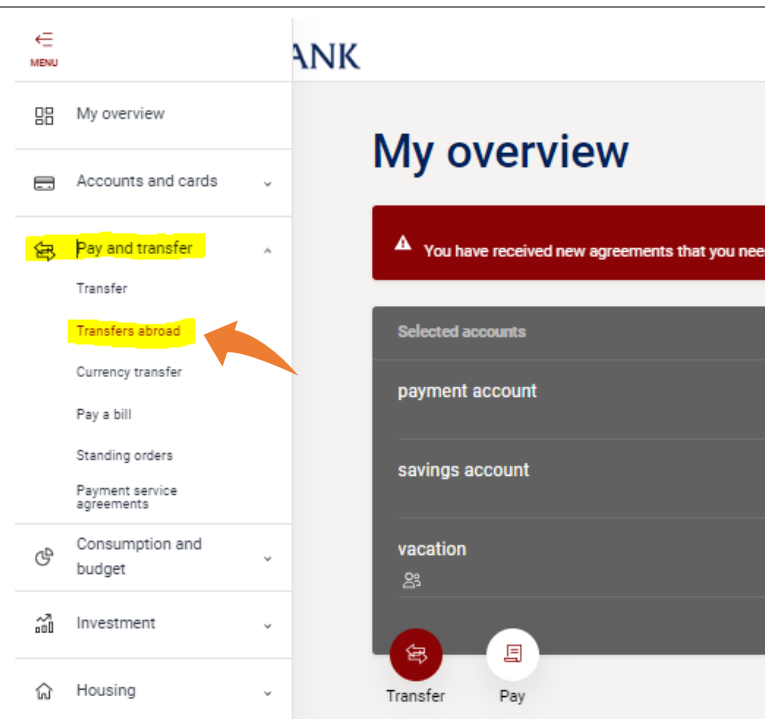 MENU
ANK
My overview
Accounts and cards
Pay and transfer
Transfer
Transfers abroad
Currency transfer
Pay a bill
Standing orders
Payment service
agreements
Consumption and
budget
Investment
Housing
My overview
You have received new agreements that you nee
Selected accounts
payment account
savings account
vacation
Transfer
Pay